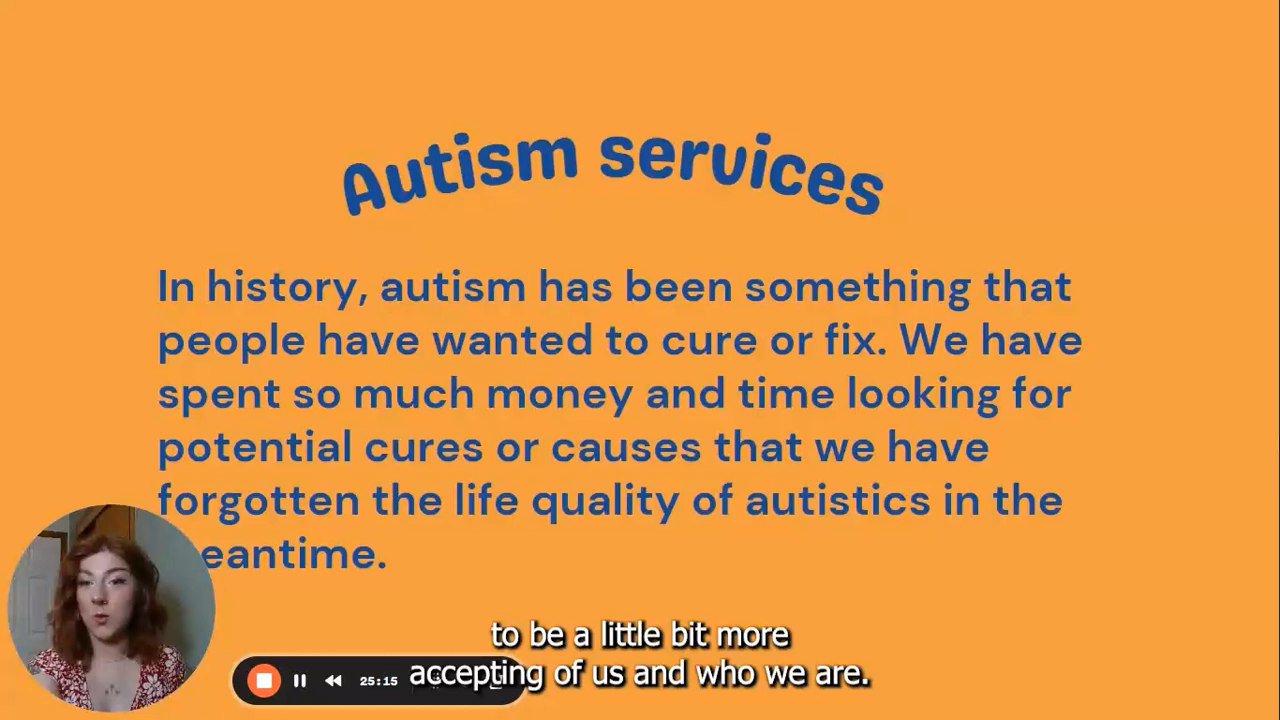 Autism services
In history, autism has been something that
people have wanted to cure or fix. We have
spent so much money and time looking for
potential cures or causes that we have
forgotten the life quality of autistics in the
eantime.
to be a little bit more
25:15
accepting of us and who we are.